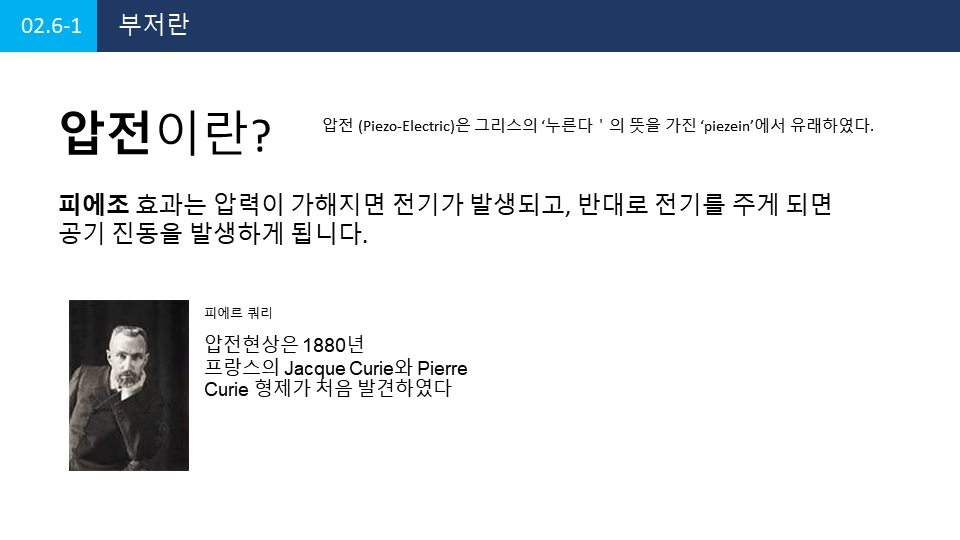 02.6-1 부저란
압전이란?
압전 (Piezo-Electric)은 그리스의 ‘누른다＇의 뜻을 가진 ‘piezein’에서 유래하였다.
피에조 효과는 압력이 가해지면 전기가 발생되고, 반대로 전기를 주게 되면
공기 진동을 발생하게 됩니다.
피에르 쿼리
압전현상은 1880년
프랑스의 Jacque Curie와 Pierre
Curie 형제가 처음 발견하였다